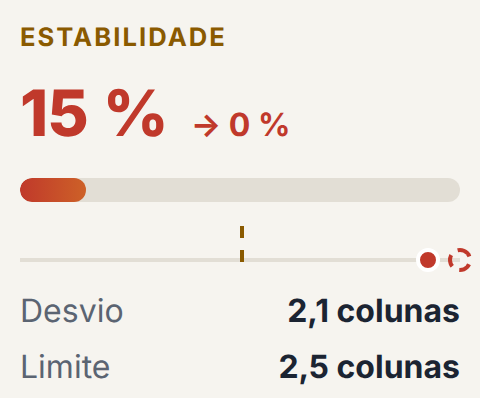 ESTABILIDADE
15 % → 0 %
Desvio 2,1 colunas
Limite 2,5 colunas